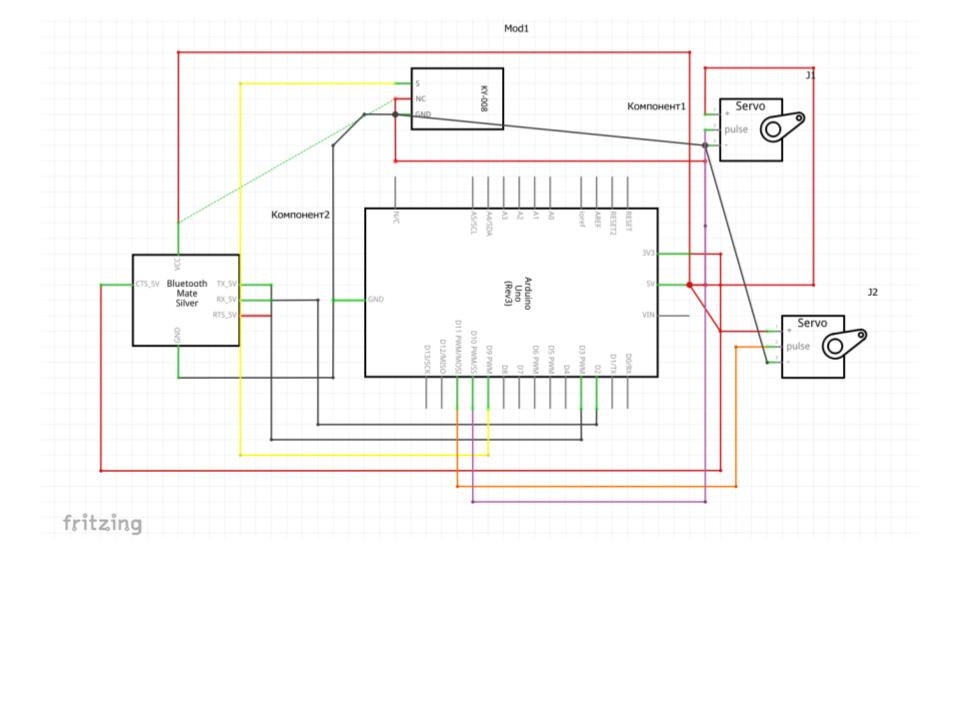 Mod1
J1
S
NC
GND
KY-008
Компонент1
Servo
+
pulse
-
Компонент2
N/C
A5/SCL
A4/SDA
A3
A2
A1
A0
ioref
AREF
RESET2
RESET
VCC
CTS_5V
Bluetooth
Mate
Silver
TX_5V
RX_5V
RTS_5V
GND
GND
Arduino
Uno
(Rev3)
3V3
5V
VIN
J2
Servo
+
pulse
-
D13/SCK
D12/MISO
D11 PWM/MOSI
D10 PWM/SS
D9 PWM
D8
D7
D6 PWM
D5 PWM
D4
D3 PWM
D2
D1/TX
D0/RX
fritzing